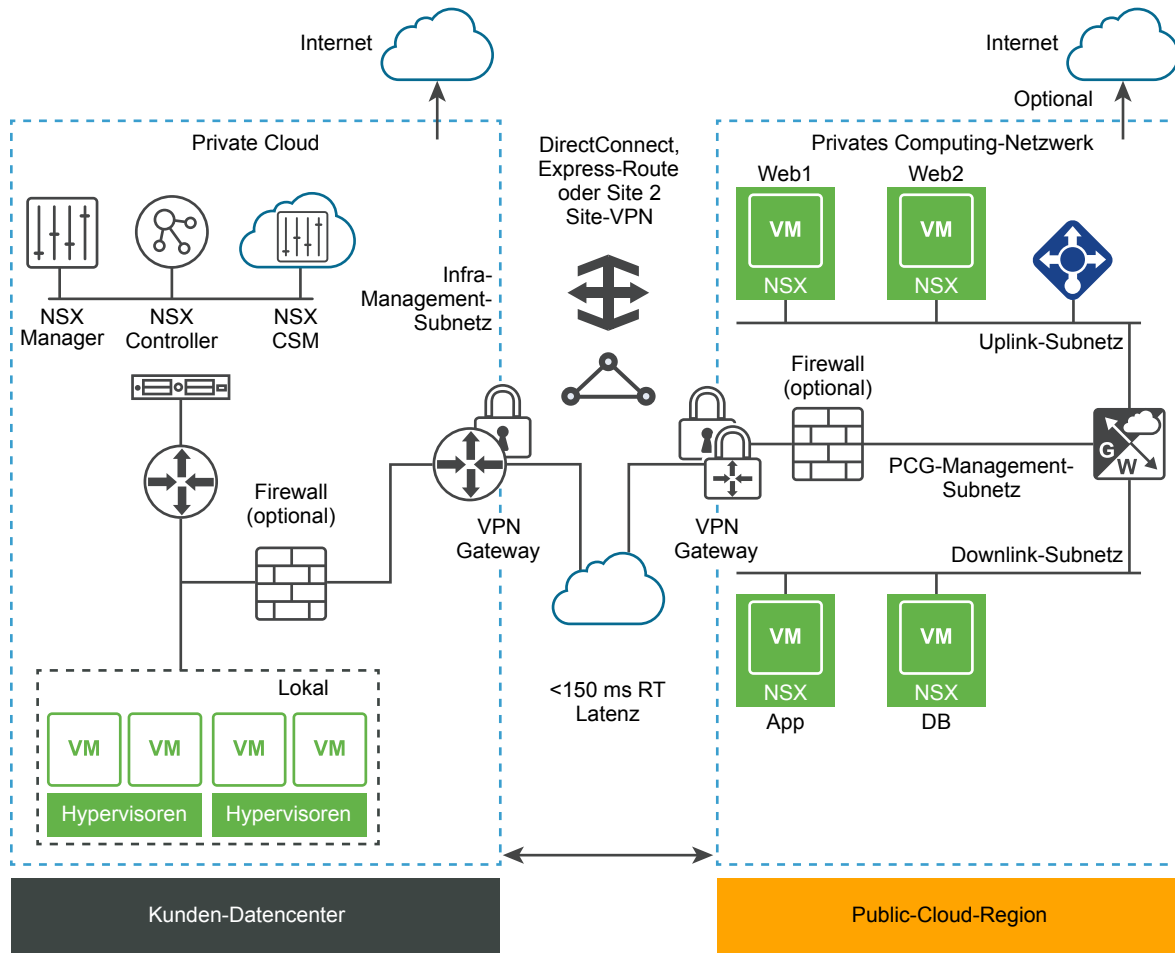 Internet
Internet
Optional
Private Cloud
DirectConnect,
Express-Route
oder Site 2
Site-VPN
Privates Computing-Netzwerk
Web1
Web2
VM
NSX
VM
NSX
NSX
Manager
NSX
Controller
NSX
CSM
Infra-
Management-
Subnetz
Uplink-Subnetz
Firewall
(optional)
G
W
PCG-Management-
Subnetz
Firewall
(optional)
VPN
Gateway
VPN
Gateway
Downlink-Subnetz
VM
NSX
App
VM
NSX
DB
<150 ms RT
Latenz
Lokal
VM
VM
VM
VM
Hypervisoren
Hypervisoren
Kunden-Datencenter
Public-Cloud-Region